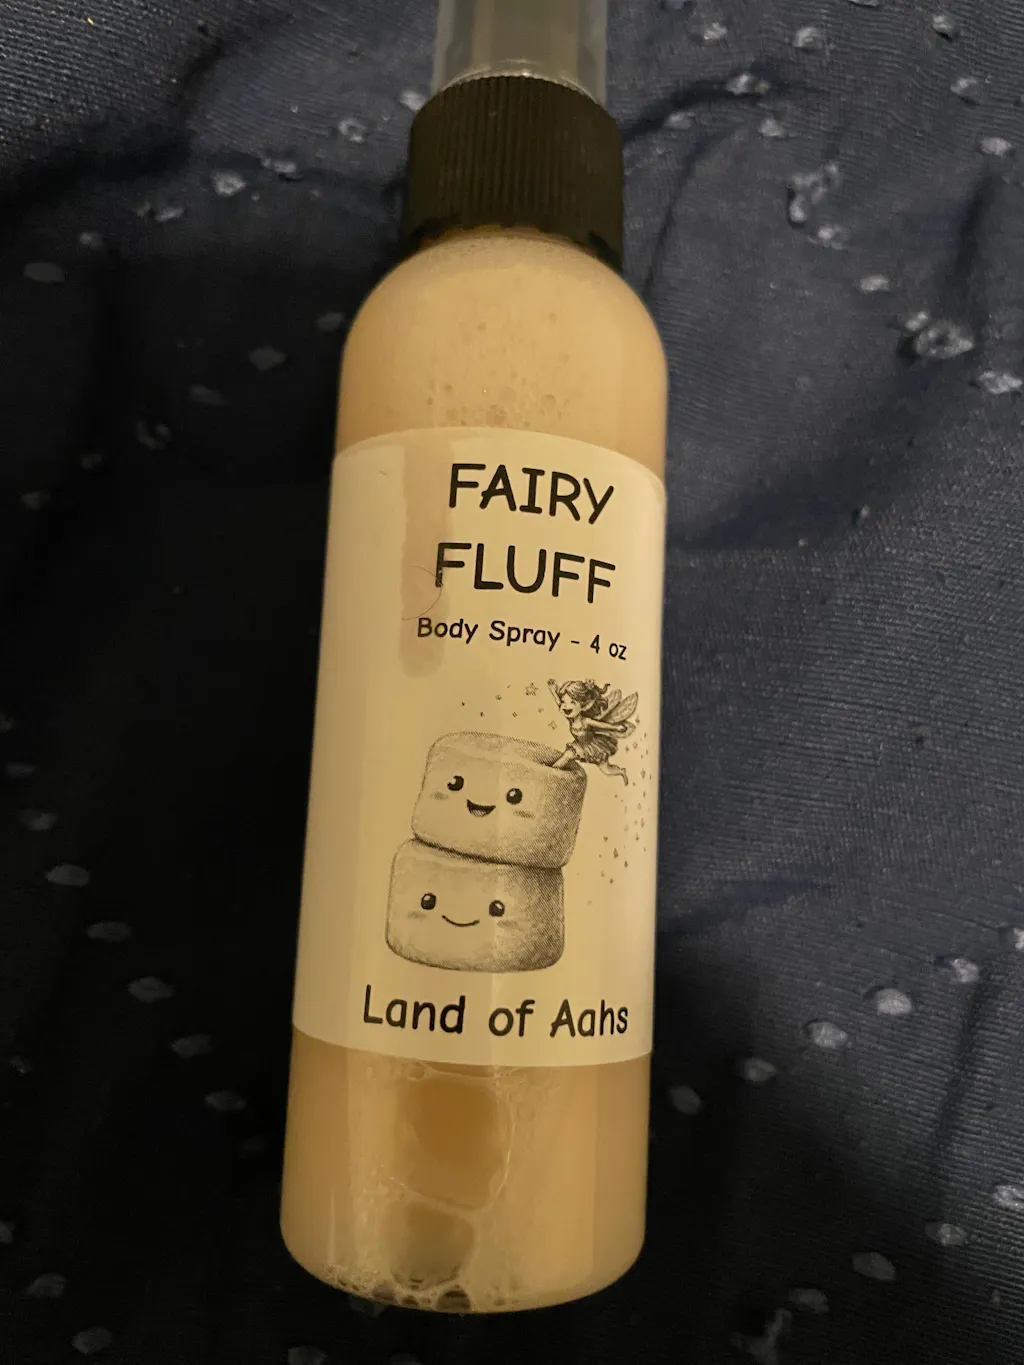 FAIRY
FLUFF
Body Spray - 4 oz
Land of Aahs